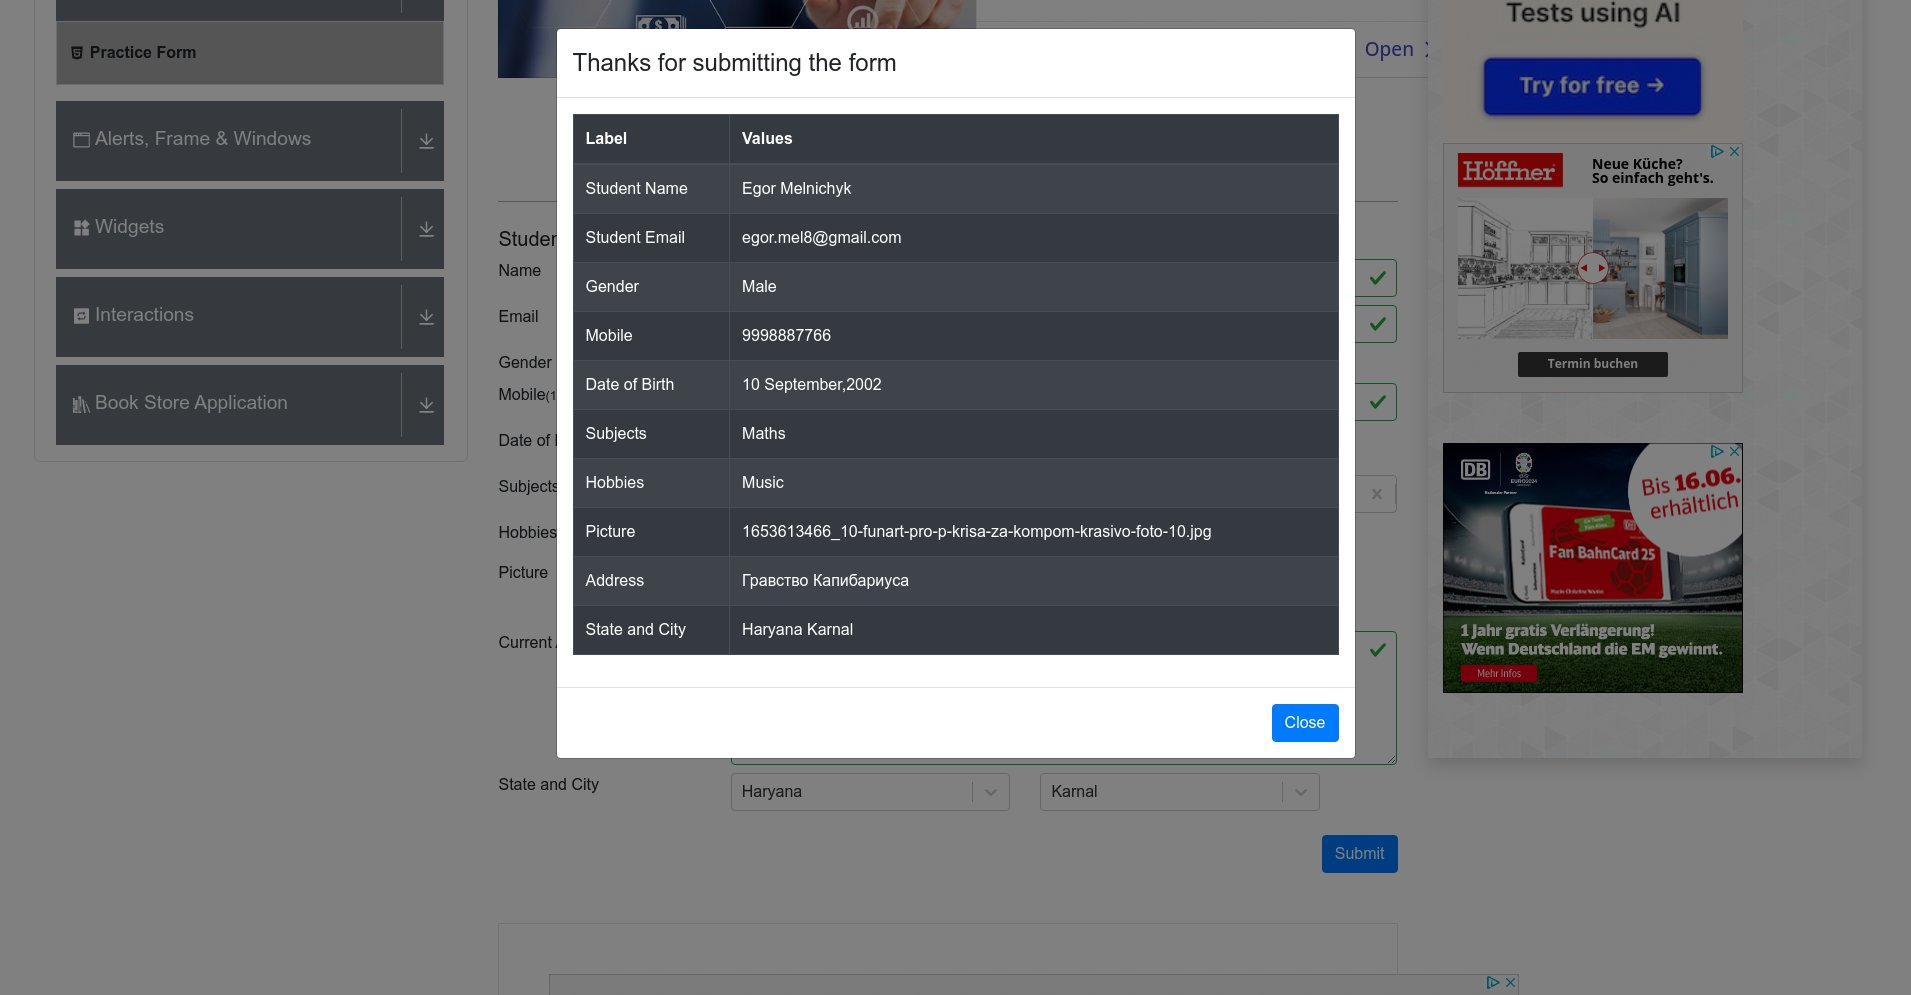 Practice Form
Alerts, Frame & Windows
Widgets
Interactions
Book Store Application
Open
Thanks for submitting the form
Label Values
Student Name Egor Melnichyk
Student Email egor.mel8@gmail.com
Gender Male
Mobile 9998887766
Date of Birth 10 September,2002
Subjects Maths
Hobbies Music
Picture 1653613466_10-funart-pro-p-krisa-za-kompom-krasivo-foto-10.jpg
Address Гравство Капибариуса
State and City Haryana Karnal
Close
Name
Email
Gender
Mobile(1
Date of
Subjects
Hobbies
Picture
Current
State and City Haryana Karnal
Submit
Tests using AI
Try for free →
Höffner
Neue Küche?
So einfach geht's.
Termin buchen
DB
EURO2024
Bis 16.06.
erhältlich
Fan BahnCard 25
1 Jahr gratis Verlängerung!
Wenn Deutschland die EM gewinnt.
Mehr Infos